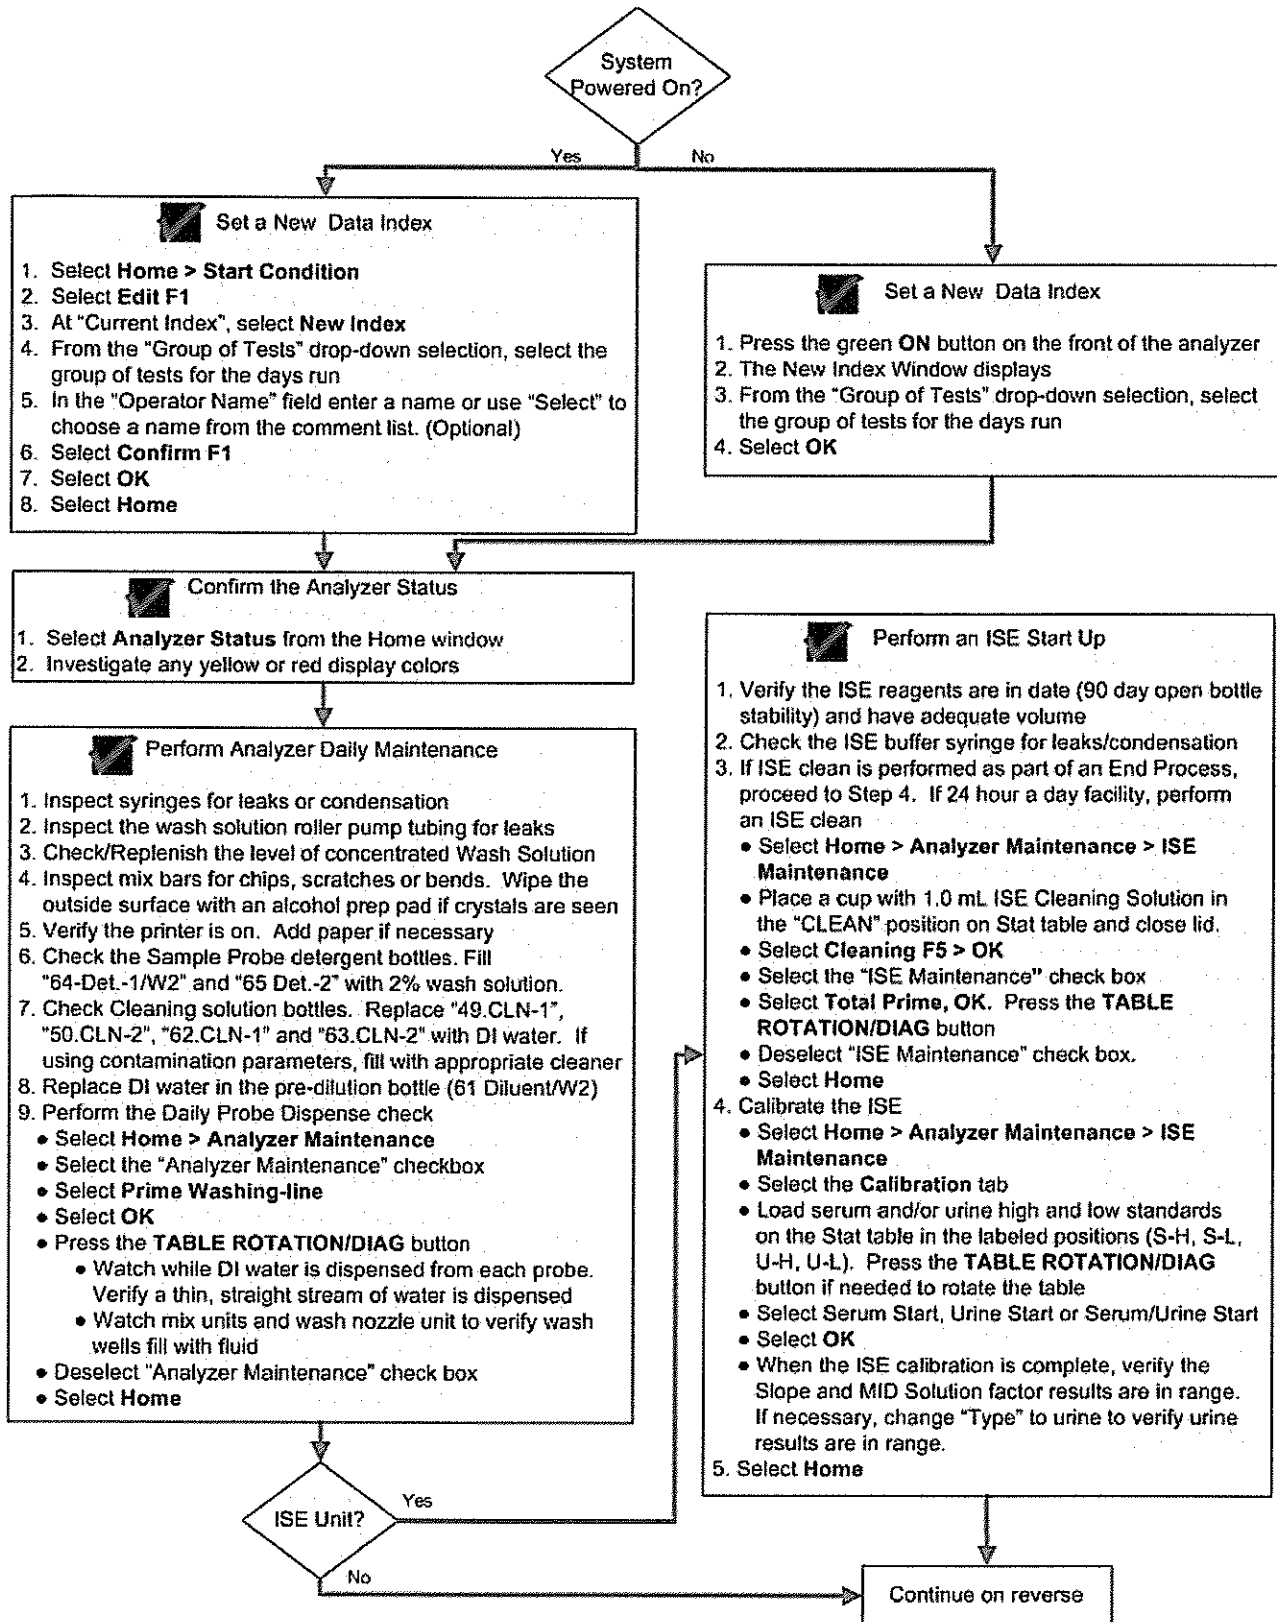 System
Powered On?
Yes
No
Set a New Data Index
1. Select Home > Start Condition
2. Select Edit F1
3. At "Current Index", select New Index
4. From the "Group of Tests" drop-down selection, select the
group of tests for the days run
5. In the "Operator Name" field enter a name or use "Select" to
choose a name from the comment list. (Optional)
6. Select Confirm F1
7. Select OK
8. Select Home
Set a New Data Index
1. Press the green ON button on the front of the analyzer
2. The New Index Window displays
3. From the "Group of Tests" drop-down selection, select
the group of tests for the days run
4. Select OK
Confirm the Analyzer Status
1. Select Analyzer Status from the Home window
2. Investigate any yellow or red display colors
Perform Analyzer Daily Maintenance
1. Inspect syringes for leaks or condensation
2. Inspect the wash solution roller pump tubing for leaks
3. Check/Replenish the level of concentrated Wash Solution
4. Inspect mix bars for chips, scratches or bends. Wipe the
outside surface with an alcohol prep pad if crystals are seen
5. Verify the printer is on. Add paper if necessary
6. Check the Sample Probe detergent bottles. Fill
"64-Det.-1/W2" and "65 Det.-2" with 2% wash solution.
7. Check Cleaning solution bottles. Replace "49.CLN-1",
"50.CLN-2", "62.CLN-1" and "63.CLN-2" with DI water. If
using contamination parameters, fill with appropriate cleaner
8. Replace DI water in the pre-dilution bottle (61 Diluent/W2)
9. Perform the Daily Probe Dispense check
• Select Home > Analyzer Maintenance
• Select the "Analyzer Maintenance" checkbox
• Select Prime Washing-line
• Select OK
• Press the TABLE ROTATION/DIAG button
• Watch while DI water is dispensed from each probe.
Verify a thin, straight stream of water is dispensed
• Watch mix units and wash nozzle unit to verify wash
wells fill with fluid
• Deselect "Analyzer Maintenance" check box
• Select Home
ISE Unit?
Yes
No
Perform an ISE Start Up
1. Verify the ISE reagents are in date (90 day open bottle
stability) and have adequate volume
2. Check the ISE buffer syringe for leaks/condensation
3. If ISE clean is performed as part of an End Process,
proceed to Step 4. If 24 hour a day facility, perform
an ISE clean
• Select Home > Analyzer Maintenance > ISE
Maintenance
• Place a cup with 1.0 mL ISE Cleaning Solution in
the "CLEAN" position on Stat table and close lid.
• Select Cleaning F5 > OK
• Select the "ISE Maintenance" check box
• Select Total Prime, OK. Press the TABLE
ROTATION/DIAG button
• Deselect "ISE Maintenance" check box.
• Select Home
4. Calibrate the ISE
• Select Home > Analyzer Maintenance > ISE
Maintenance
• Select the Calibration tab
• Load serum and/or urine high and low standards
on the Stat table in the labeled positions (S-H, S-L,
U-H, U-L). Press the TABLE ROTATION/DIAG
button if needed to rotate the table
• Select Serum Start, Urine Start or Serum/Urine Start
• Select OK
• When the ISE calibration is complete, verify the
Slope and MID Solution factor results are in range.
If necessary, change "Type" to urine to verify urine
results are in range.
5. Select Home
Continue on reverse